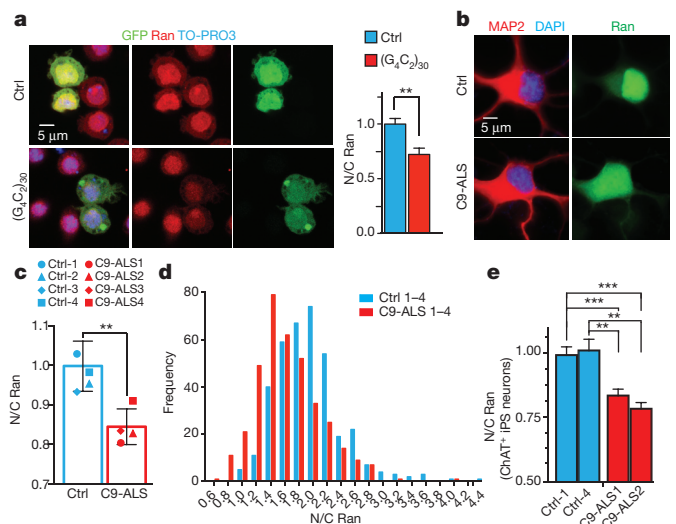 a
GFP Ran TO-PRO3
Ctrl
5 µm
(G4C2)30
Ctrl
(G4C2)30
**
1.0
0.5
0.0
N/C Ran
b
MAP2 DAPI Ran
Ctrl
5 µm
C9-ALS
c
Ctrl-1 C9-ALS1
Ctrl-2 C9-ALS2
Ctrl-3 C9-ALS3
Ctrl-4 C9-ALS4
1.1
**
1.0
0.9
0.8
0.7
N/C Ran
Ctrl C9-ALS
d
Ctrl 1–4
C9-ALS 1–4
80
60
40
20
0
Frequency
0.6 0.8 1.0 1.2 1.4 1.6 1.8 2.0 2.2 2.4 2.6 2.8 3.0 3.2 3.4 3.6 3.8 4.0 4.2 4.4
N/C Ran
e
***
***
**
**
1.00
0.75
0.50
N/C Ran
(ChAT+ iPS neurons)
Ctrl-1 Ctrl-4 C9-ALS1 C9-ALS2